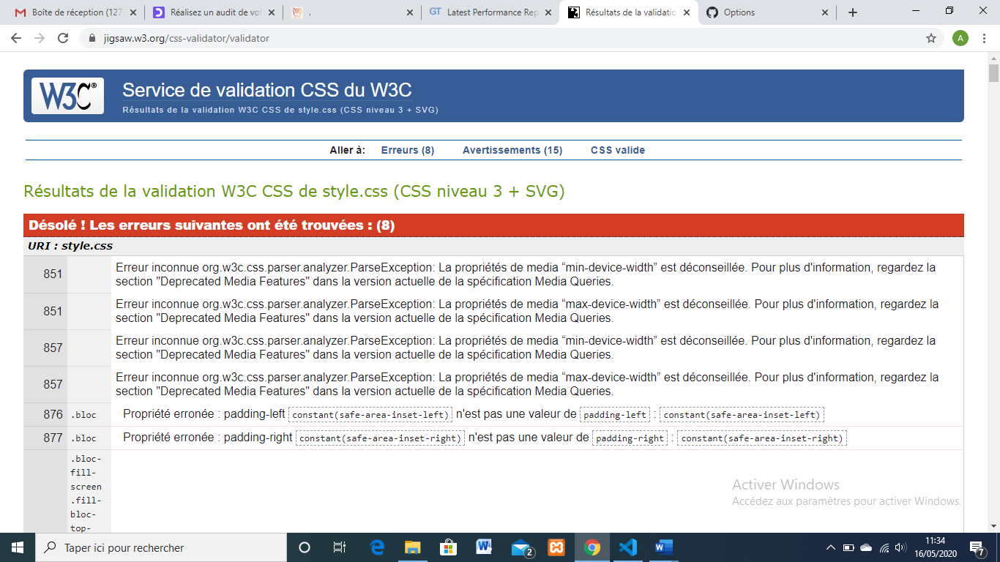 Boîte de réception (127
Réalisez un audit de vot
.
Latest Performance Rep
Résultats de la validatio
Options
jigsaw.w3.org/css-validator/validator
A
W3C®
Service de validation CSS du W3C
Résultats de la validation W3C CSS de style.css (CSS niveau 3 + SVG)
Aller à: Erreurs (8) Avertissements (15) CSS valide
Résultats de la validation W3C CSS de style.css (CSS niveau 3 + SVG)
Désolé ! Les erreurs suivantes ont été trouvées : (8)
URI : style.css
851 Erreur inconnue org.w3c.css.parser.analyzer.ParseException: La propriétés de media “min-device-width” est déconseillée. Pour plus d'information, regardez la
section "Deprecated Media Features" dans la version actuelle de la spécification Media Queries.
851 Erreur inconnue org.w3c.css.parser.analyzer.ParseException: La propriétés de media “max-device-width” est déconseillée. Pour plus d'information, regardez la
section "Deprecated Media Features" dans la version actuelle de la spécification Media Queries.
857 Erreur inconnue org.w3c.css.parser.analyzer.ParseException: La propriétés de media “min-device-width” est déconseillée. Pour plus d'information, regardez la
section "Deprecated Media Features" dans la version actuelle de la spécification Media Queries.
857 Erreur inconnue org.w3c.css.parser.analyzer.ParseException: La propriétés de media “max-device-width” est déconseillée. Pour plus d'information, regardez la
section "Deprecated Media Features" dans la version actuelle de la spécification Media Queries.
876 .bloc Propriété erronée : padding-left constant(safe-area-inset-left) n'est pas une valeur de padding-left : constant(safe-area-inset-left)
877 .bloc Propriété erronée : padding-right constant(safe-area-inset-right) n'est pas une valeur de padding-right : constant(safe-area-inset-right)
.bloc-
fill-
screen
.fill-
bloc-
top-
Activer Windows
Accédez aux paramètres pour activer Windows.
Taper ici pour rechercher
2
11:34
16/05/2020
7